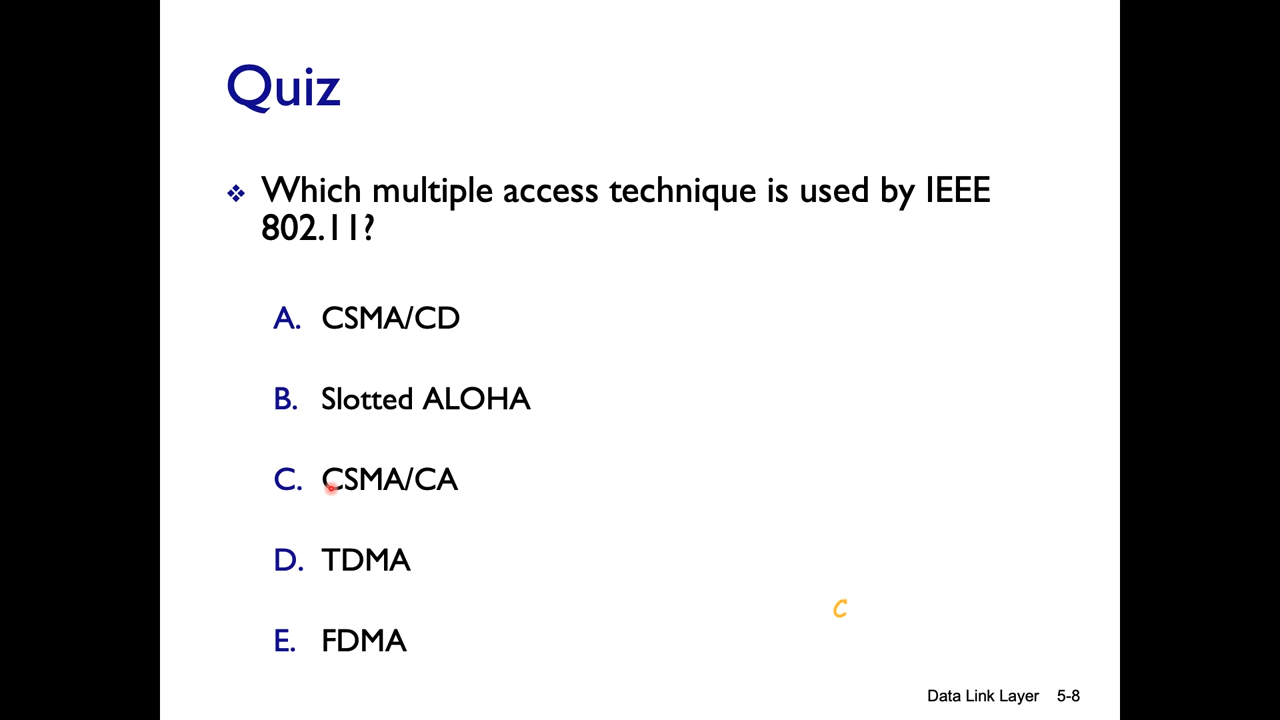 Quiz
❖ Which multiple access technique is used by IEEE
802.11?
A. CSMA/CD
B. Slotted ALOHA
C. CSMA/CA
D. TDMA
C
E. FDMA
Data Link Layer 5-8